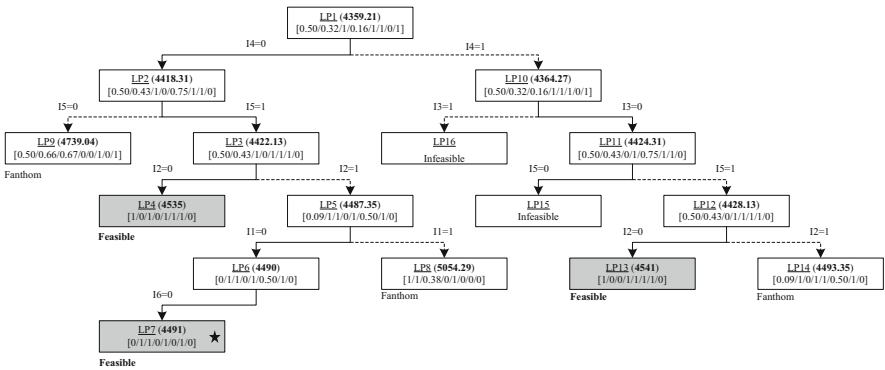 LP1 (4359.21)
[0.50/0.32/1/0.16/1/1/0/1]
I4=0
I4=1
LP2 (4418.31)
[0.50/0.43/1/0/0.75/1/1/0]
LP10 (4364.27)
[0.50/0.32/0.16/1/1/1/0/1]
I5=0
I5=1
I3=1
I3=0
LP9 (4739.04)
[0.50/0.66/0.67/0/0/1/0/1]
Fanthom
LP3 (4422.13)
[0.50/0.43/1/0/1/1/1/0]
LP16
Infeasible
LP11 (4424.31)
[0.50/0.43/0/1/0.75/1/1/0]
I2=0
I2=1
I5=0
I5=1
LP4 (4535)
[1/0/1/0/1/1/1/0]
Feasible
LP5 (4487.35)
[0.09/1/1/0/1/0.50/1/0]
LP15
Infeasible
LP12 (4428.13)
[0.50/0.43/0/1/1/1/1/0]
I1=0
I1=1
I2=0
I2=1
LP6 (4490)
[0/1/1/0/1/0.50/1/0]
LP8 (5054.29)
[1/1/0.38/0/1/0/0/0]
Fanthom
LP13 (4541)
[1/0/0/1/1/1/1/0]
Feasible
LP14 (4493.35)
[0.09/1/0/1/1/0.50/1/0]
Fanthom
I6=0
LP7 (4491)
[0/1/1/0/1/0/1/0]
Feasible